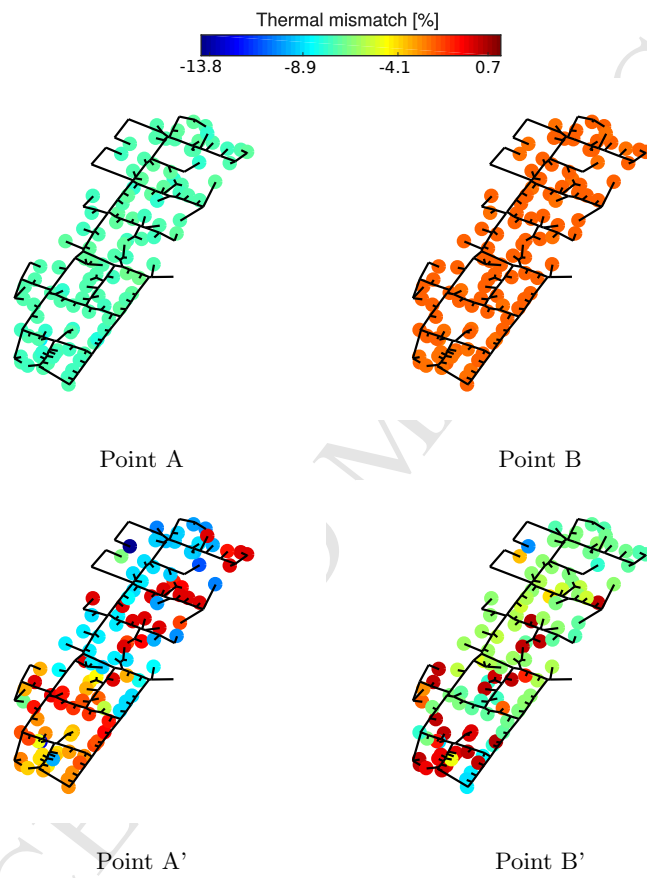 Thermal mismatch [%]
-13.8 -8.9 -4.1 0.7
Point A Point B
Point A' Point B'